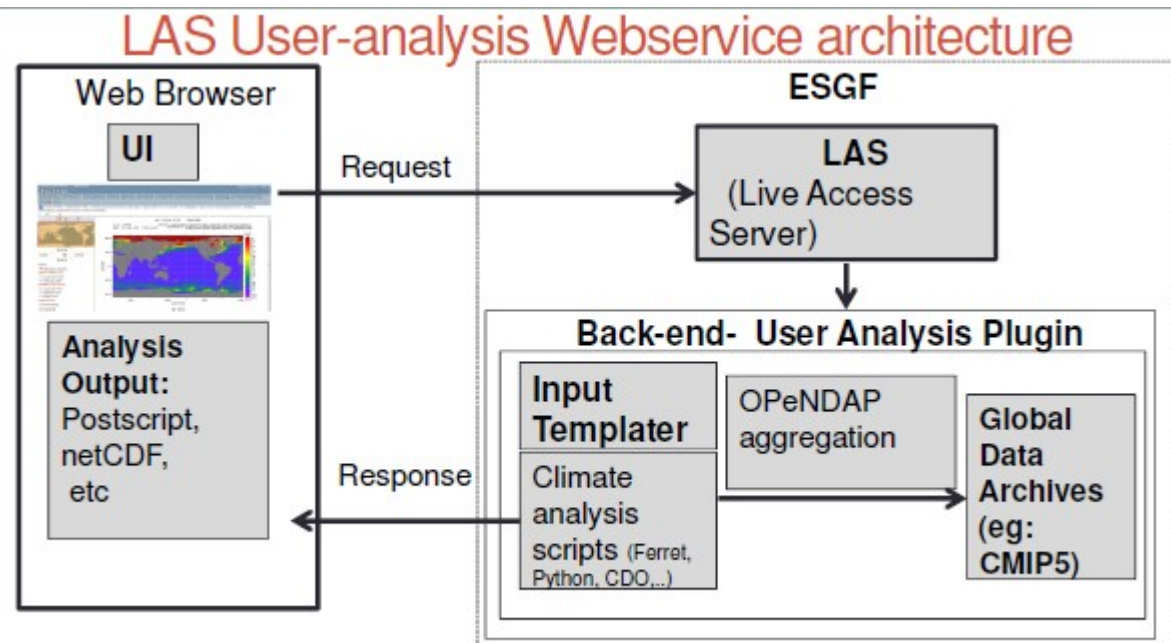 LAS User-analysis Webservice architecture
Web Browser
UI
Analysis
Output:
Postscript,
netCDF,
etc
Request
Response
ESGF
LAS
(Live Access
Server)
Back-end- User Analysis Plugin
Input
Templater
Climate
analysis
scripts (Ferret,
Python, CDO,..)
OPeNDAP
aggregation
Global
Data
Archives
(eg:
CMIP5)